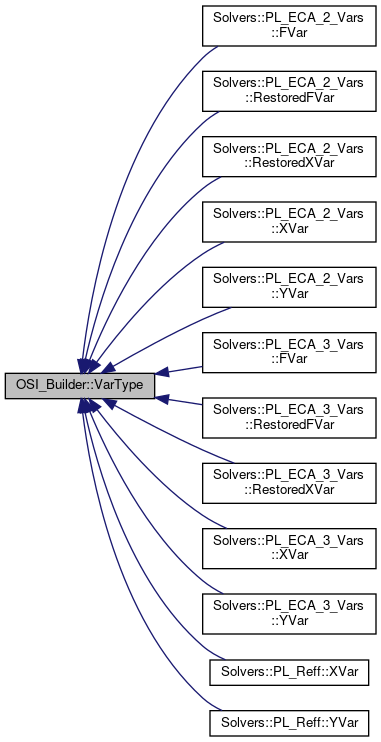 Solvers::PL_ECA_2_Vars
::FVar
Solvers::PL_ECA_2_Vars
::RestoredFVar
Solvers::PL_ECA_2_Vars
::RestoredXVar
Solvers::PL_ECA_2_Vars
::XVar
Solvers::PL_ECA_2_Vars
::YVar
Solvers::PL_ECA_3_Vars
::FVar
OSI_Builder::VarType
Solvers::PL_ECA_3_Vars
::RestoredFVar
Solvers::PL_ECA_3_Vars
::RestoredXVar
Solvers::PL_ECA_3_Vars
::XVar
Solvers::PL_ECA_3_Vars
::YVar
Solvers::PL_Reff::XVar
Solvers::PL_Reff::YVar